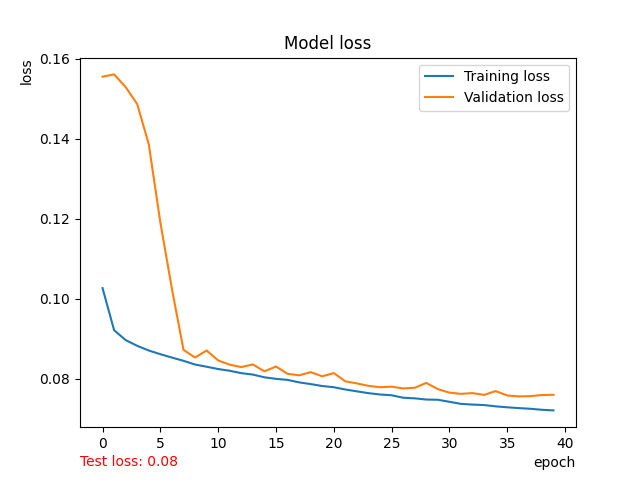 Model loss
loss
Training loss
Validation loss
0.16
0.14
0.12
0.10
0.08
0 5 10 15 20 25 30 35 40
Test loss: 0.08
epoch